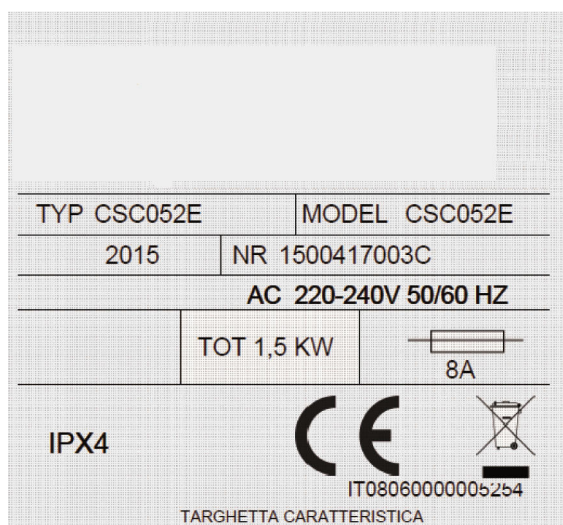 TYP CSC052E MODEL CSC052E
2015 NR 1500417003C
AC 220-240V 50/60 HZ
TOT 1,5 KW
8A
IPX4
CE
IT08060000005254
TARGHETTA CARATTERISTICA